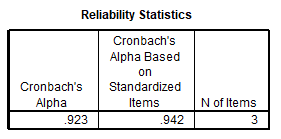 Reliability Statistics
Cronbach's
Alpha
Cronbach's
Alpha Based
on
Standardized
Items
N of Items
.923
.942
3